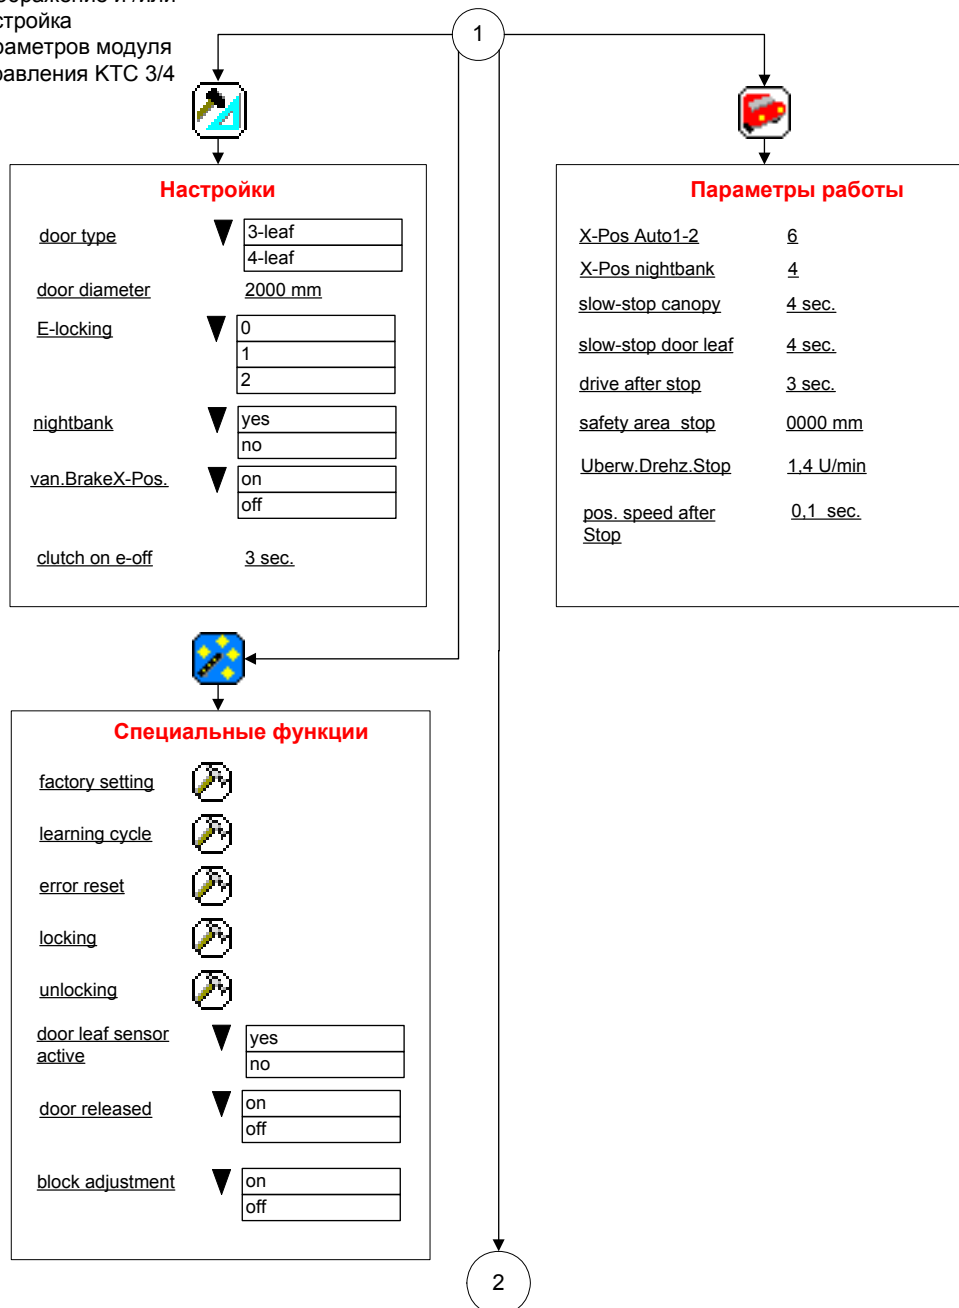 стройка
раметров модуля
равления КТС 3/4
1
Настройки
door type
3-leaf
4-leaf
door diameter
2000 mm
E-locking
0
1
2
nightbank
yes
no
van.BrakeX-Pos.
on
off
clutch on e-off
3 sec.
Параметры работы
X-Pos Auto1-2
6
X-Pos nightbank
4
slow-stop canopy
4 sec.
slow-stop door leaf
4 sec.
drive after stop
3 sec.
safety area stop
0000 mm
Uberw.Drehz.Stop
1,4 U/min
pos. speed after
Stop
0,1 sec.
Специальные функции
factory setting
learning cycle
error reset
locking
unlocking
door leaf sensor
active
yes
no
door released
on
off
block adjustment
on
off
2